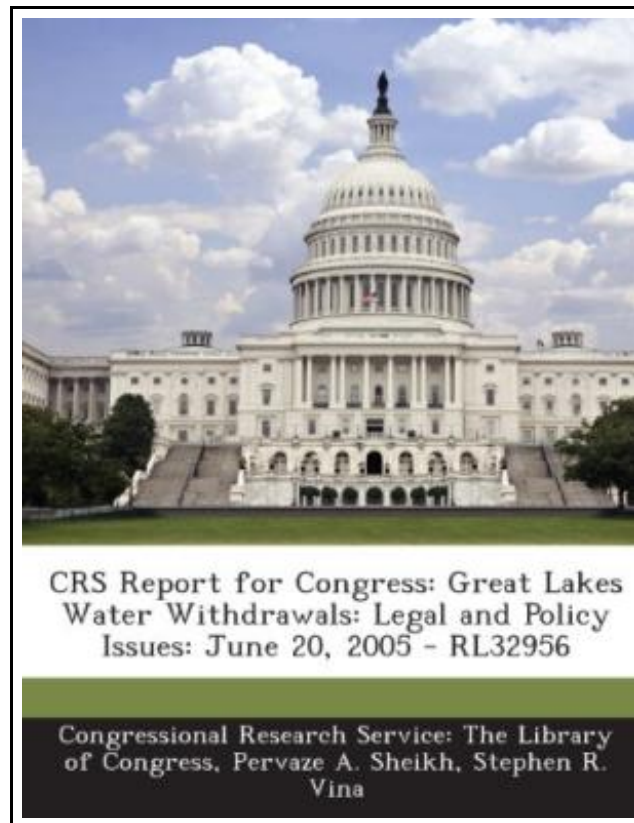 CRS Report for Congress: Great Lakes
Water Withdrawals: Legal and Policy
Issues: June 20, 2005 - RL32956
Congressional Research Service: The Library
of Congress, Pervaze A. Sheikh, Stephen R.
Vina